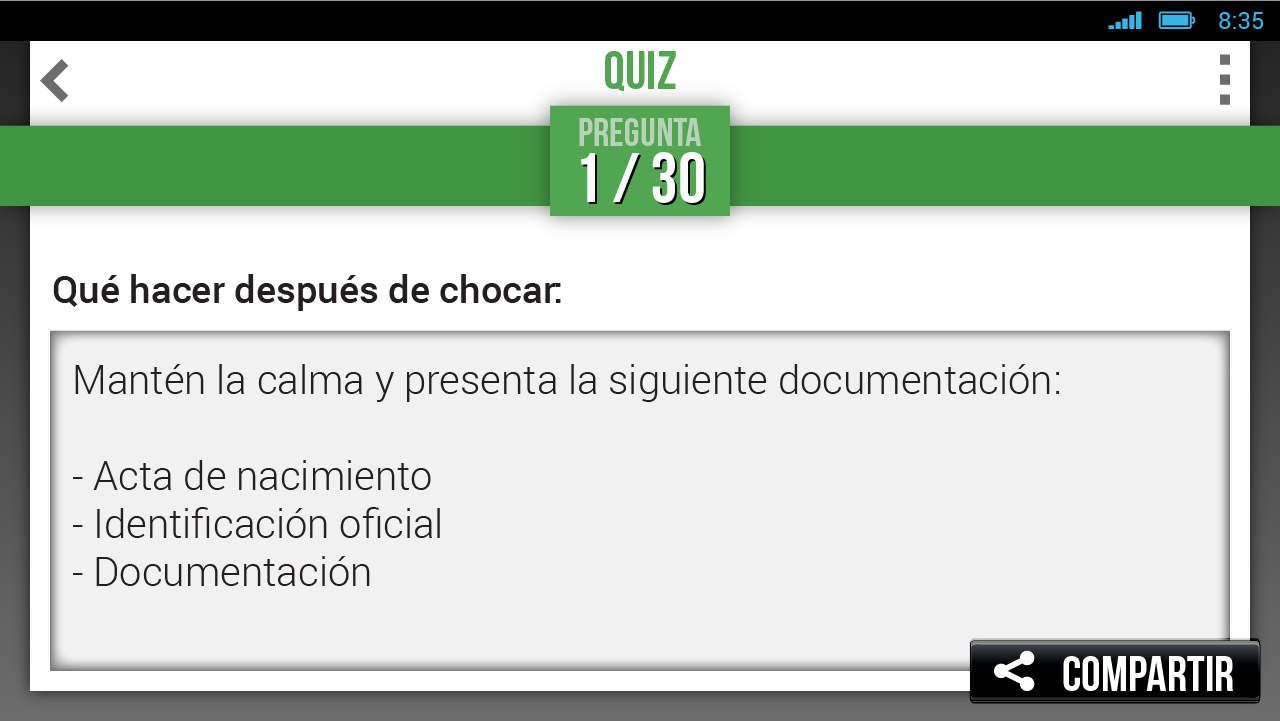 8:35
QUIZ
PREGUNTA
1 / 30
Qué hacer después de chocar:
Mantén la calma y presenta la siguiente documentación:
- Acta de nacimiento
- Identificación oficial
- Documentación
COMPARTIR